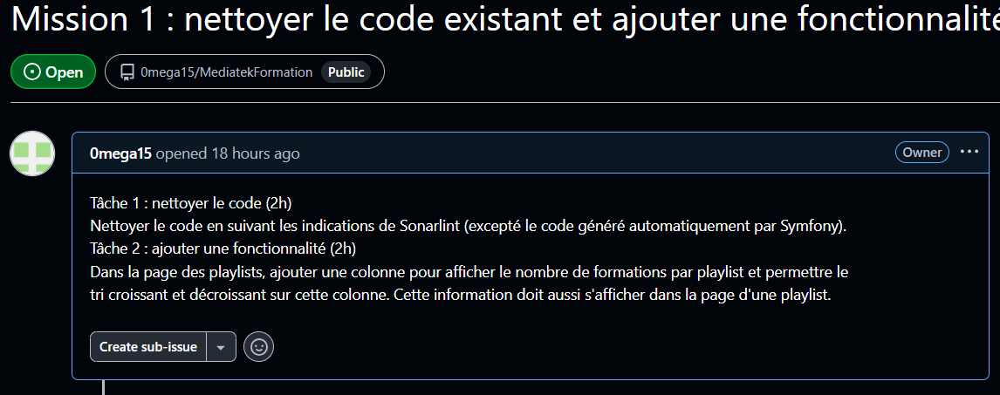 Mission 1 : nettoyer le code existant et ajouter une fonctionnalité
Open
0mega15/MediatekFormation Public
0mega15 opened 18 hours ago
Owner
Tâche 1 : nettoyer le code (2h)
Nettoyer le code en suivant les indications de Sonarlint (excepté le code généré automatiquement par Symfony).
Tâche 2 : ajouter une fonctionnalité (2h)
Dans la page des playlists, ajouter une colonne pour afficher le nombre de formations par playlist et permettre le
tri croissant et décroissant sur cette colonne. Cette information doit aussi s'afficher dans la page d'une playlist.
Create sub-issue